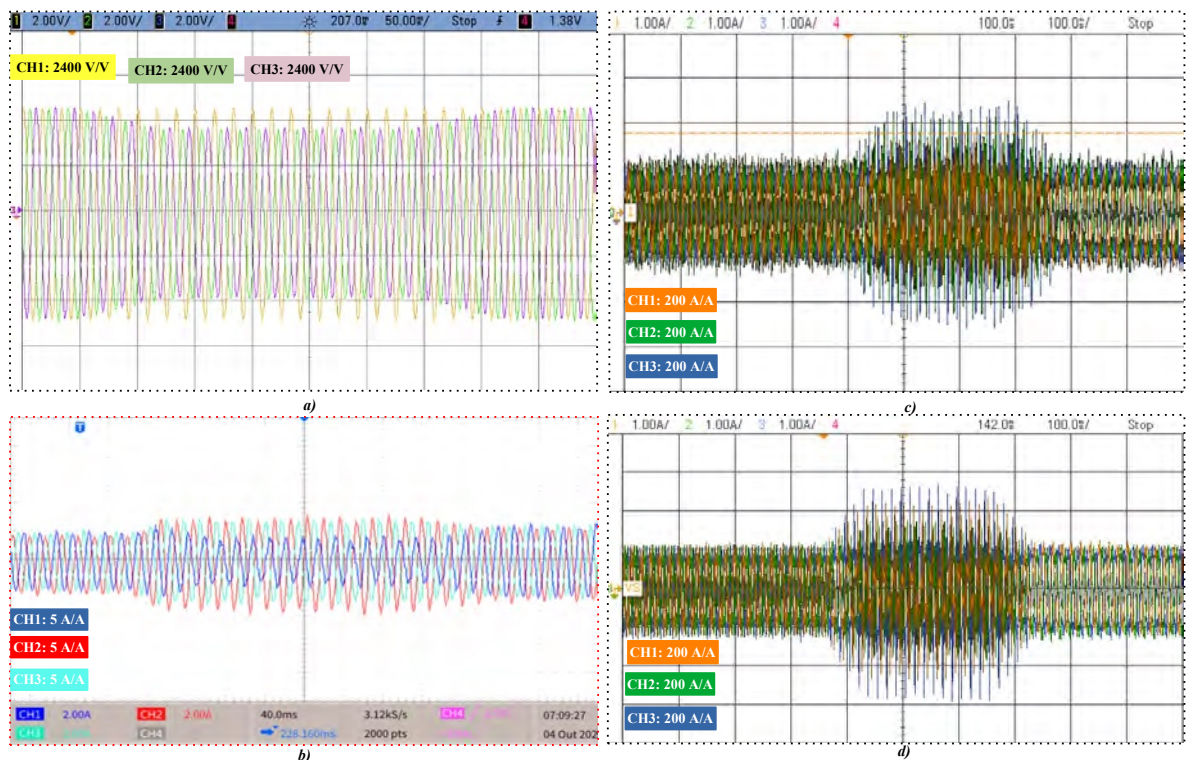 1 2.00V/ 2 2.00V/ 3 2.00V/ 4 207.0 50.00 / Stop 4 1.38V
CH1: 2400 V/V CH2: 2400 V/V CH3: 2400 V/V
a)
1 1.00A/ 2 1.00A/ 3 1.00A/ 4 100.0 100.0 / Stop
CH1: 200 A/A
CH2: 200 A/A
CH3: 200 A/A
c)
T
CH1: 5 A/A
CH2: 5 A/A
CH3: 5 A/A
CH1 2.00A CH2 2.00A 40.0ms 3.12kS/s CH4 07:09:27
CH3 CH4 228.160ms 2000 pts 04 Oct 202
b)
1 1.00A/ 2 1.00A/ 3 1.00A/ 4 142.0 100.0 / Stop
CH1: 200 A/A
CH2: 200 A/A
CH3: 200 A/A
d)